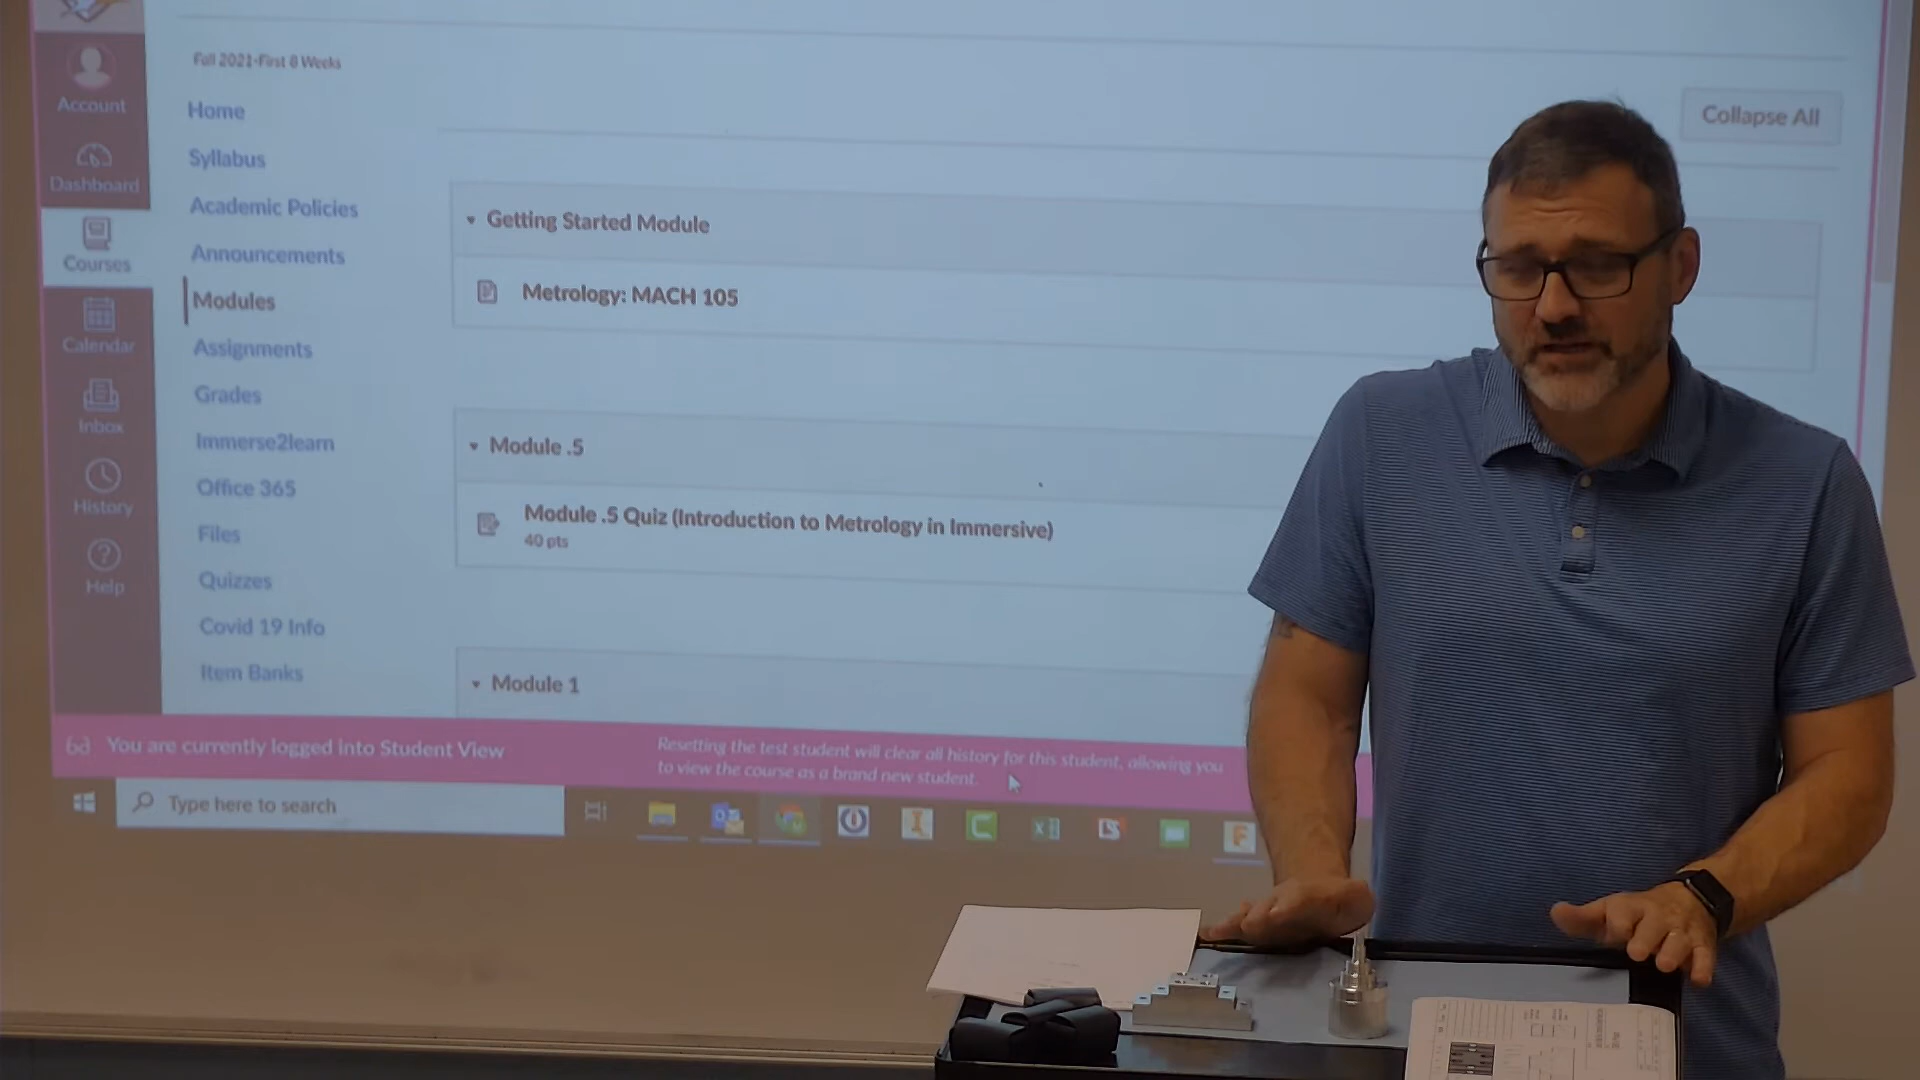 Fall 2021-First 8 Weeks
Account
Dashboard
Courses
Calendar
Inbox
History
Help
Home
Syllabus
Academic Policies
Announcements
Modules
Assignments
Grades
Immerse2learn
Office 365
Files
Quizzes
Covid 19 Info
Item Banks
Collapse All
Getting Started Module
Metrology: MACH 105
Module .5
Module .5 Quiz (Introduction to Metrology in Immersive)
40 pts
Module 1
You are currently logged into Student View
Resetting the test student will clear all history for this student, allowing you
to view the course as a brand new student.
Type here to search